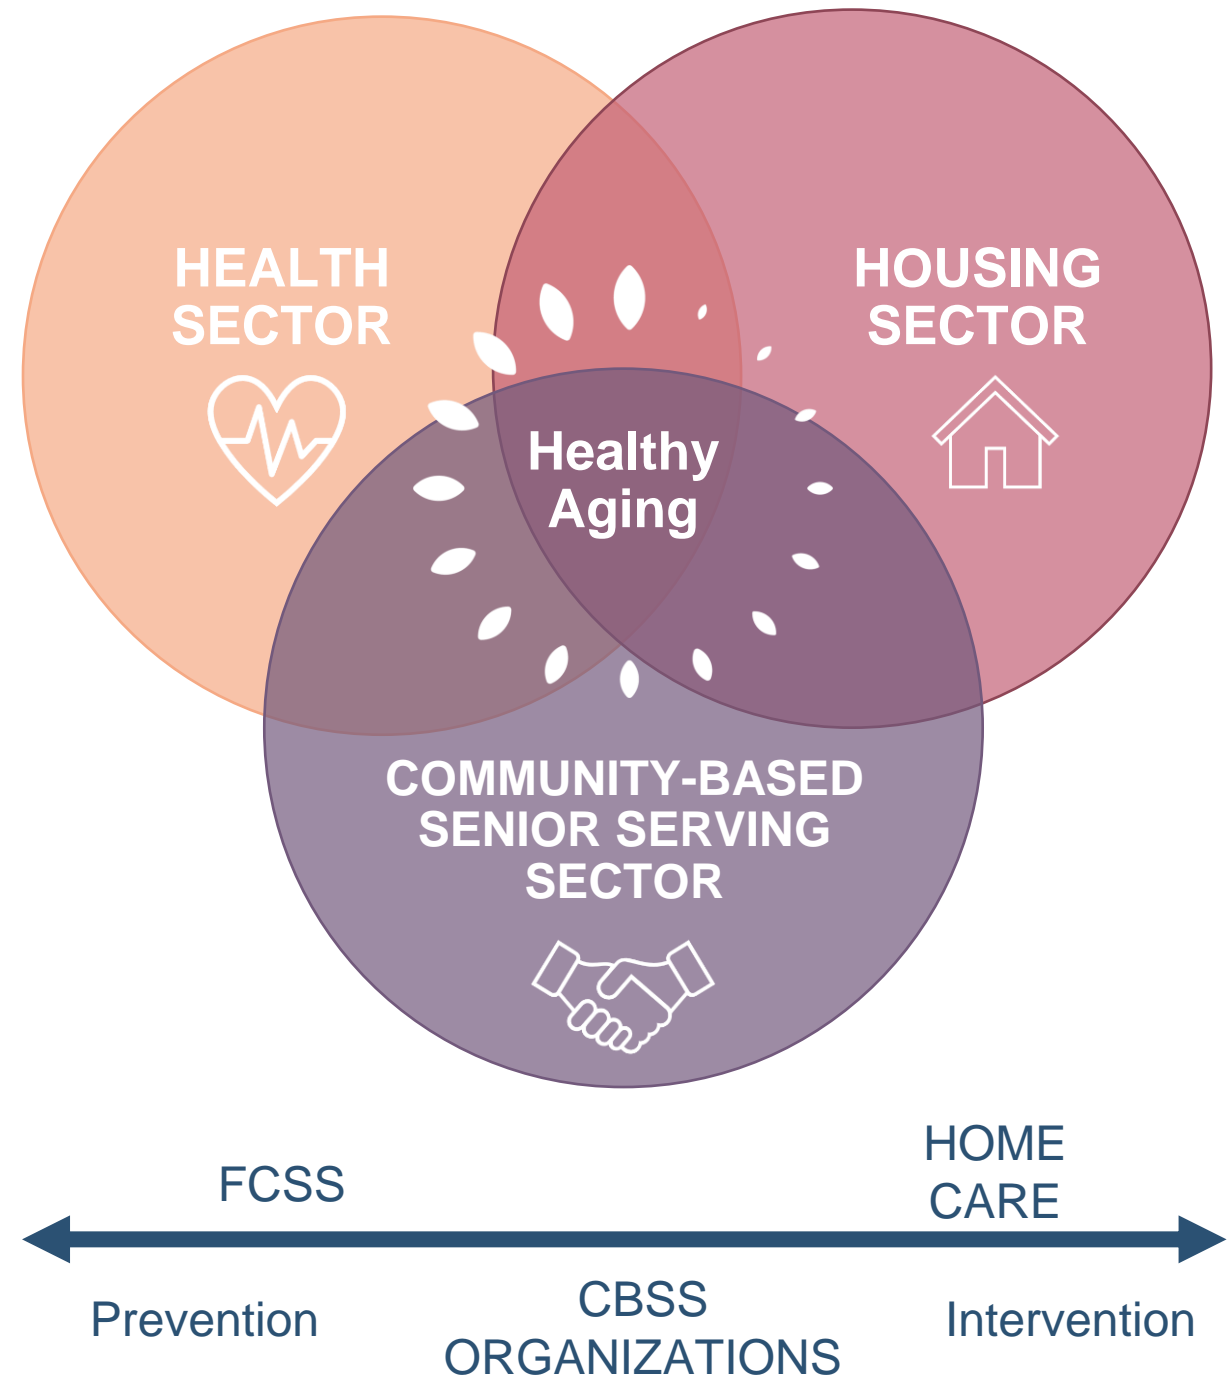 HEALTH
SECTOR
HOUSING
SECTOR
Healthy
Aging
COMMUNITY-BASED
SENIOR SERVING
SECTOR
FCSS
HOME
CARE
Prevention
CBSS
ORGANIZATIONS
Intervention